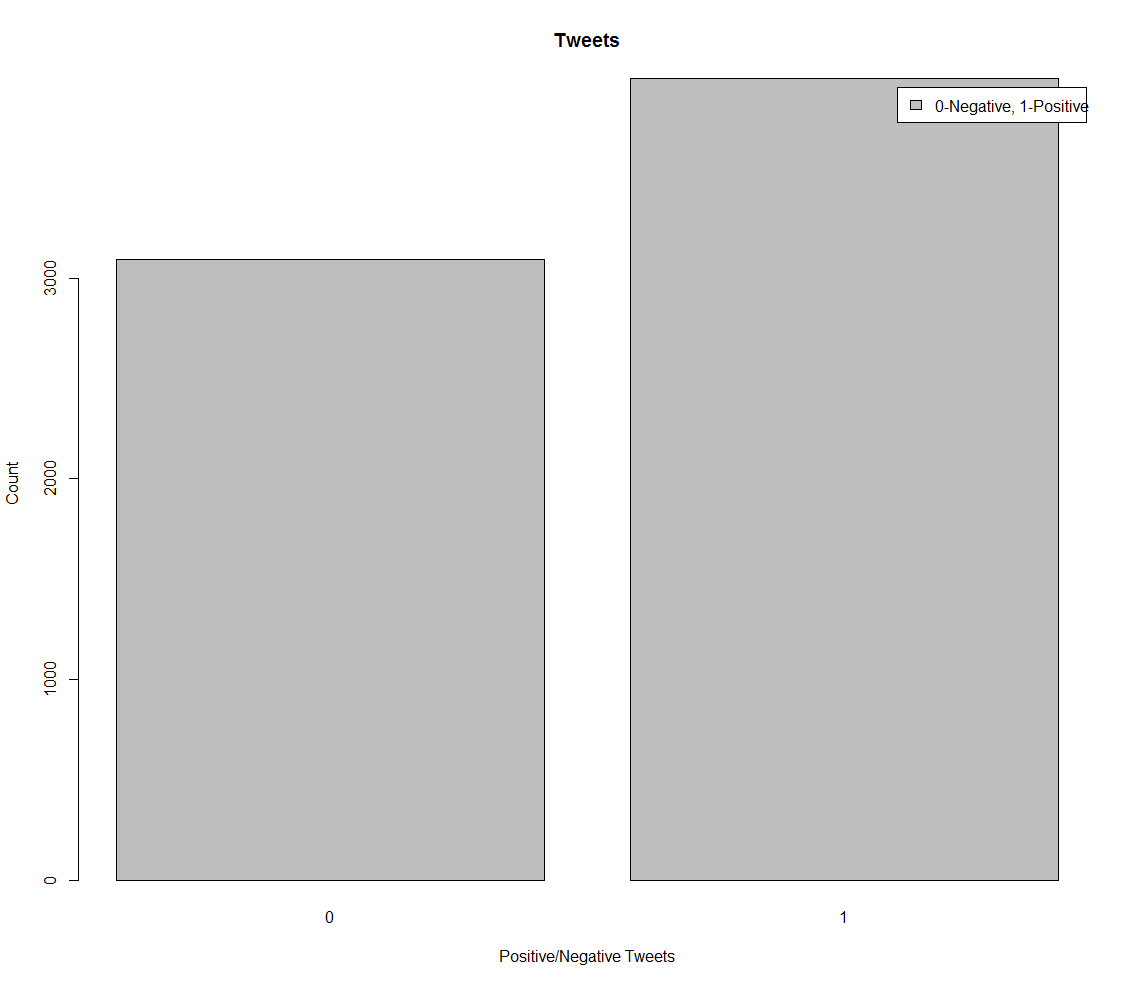 Tweets
0-Negative, 1-Positive
3000
2000
1000
0
Count
0
1
Positive/Negative Tweets